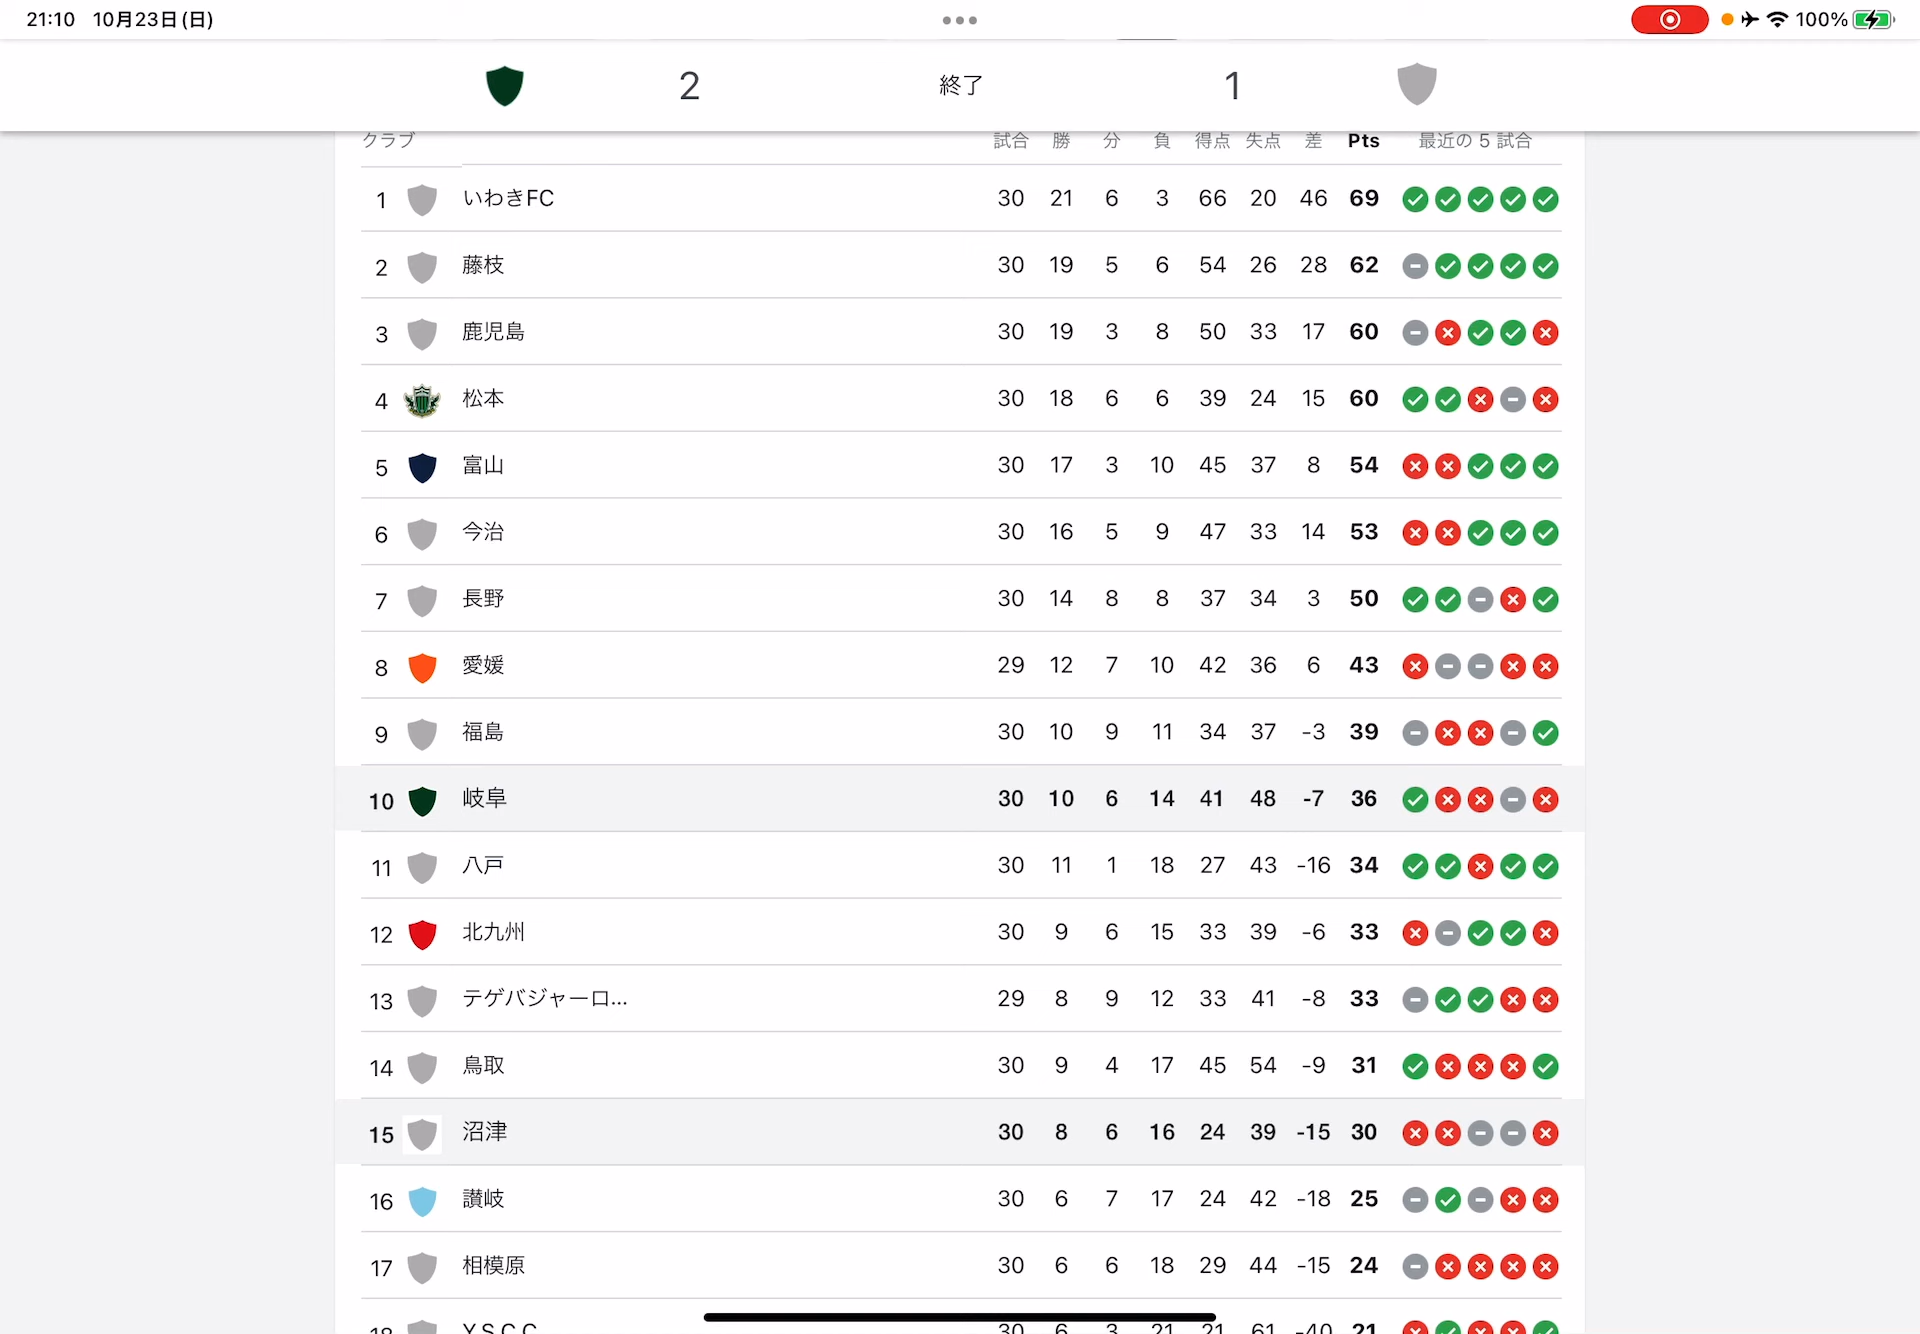 21:10 10月23日(日) 100%
2 終了 1
クラブ 試合 勝 分 負 得点 失点 差 Pts 最近の 5 試合
1 いわきFC 30 21 6 3 66 20 46 69
2 藤枝 30 19 5 6 54 26 28 62
3 鹿児島 30 19 3 8 50 33 17 60
4 松本 30 18 6 6 39 24 15 60
5 富山 30 17 3 10 45 37 8 54
6 今治 30 16 5 9 47 33 14 53
7 長野 30 14 8 8 37 34 3 50
8 愛媛 29 12 7 10 42 36 6 43
9 福島 30 10 9 11 34 37 -3 39
10 岐阜 30 10 6 14 41 48 -7 36
11 八戸 30 11 1 18 27 43 -16 34
12 北九州 30 9 6 15 33 39 -6 33
13 テゲバジャーロ... 29 8 9 12 33 41 -8 33
14 鳥取 30 9 4 17 45 54 -9 31
15 沼津 30 8 6 16 24 39 -15 30
16 讃岐 30 6 7 17 24 42 -18 25
17 相模原 30 6 6 18 29 44 -15 24
18 Y.S.C.C. 30 6 3 21 21 61 -40 21